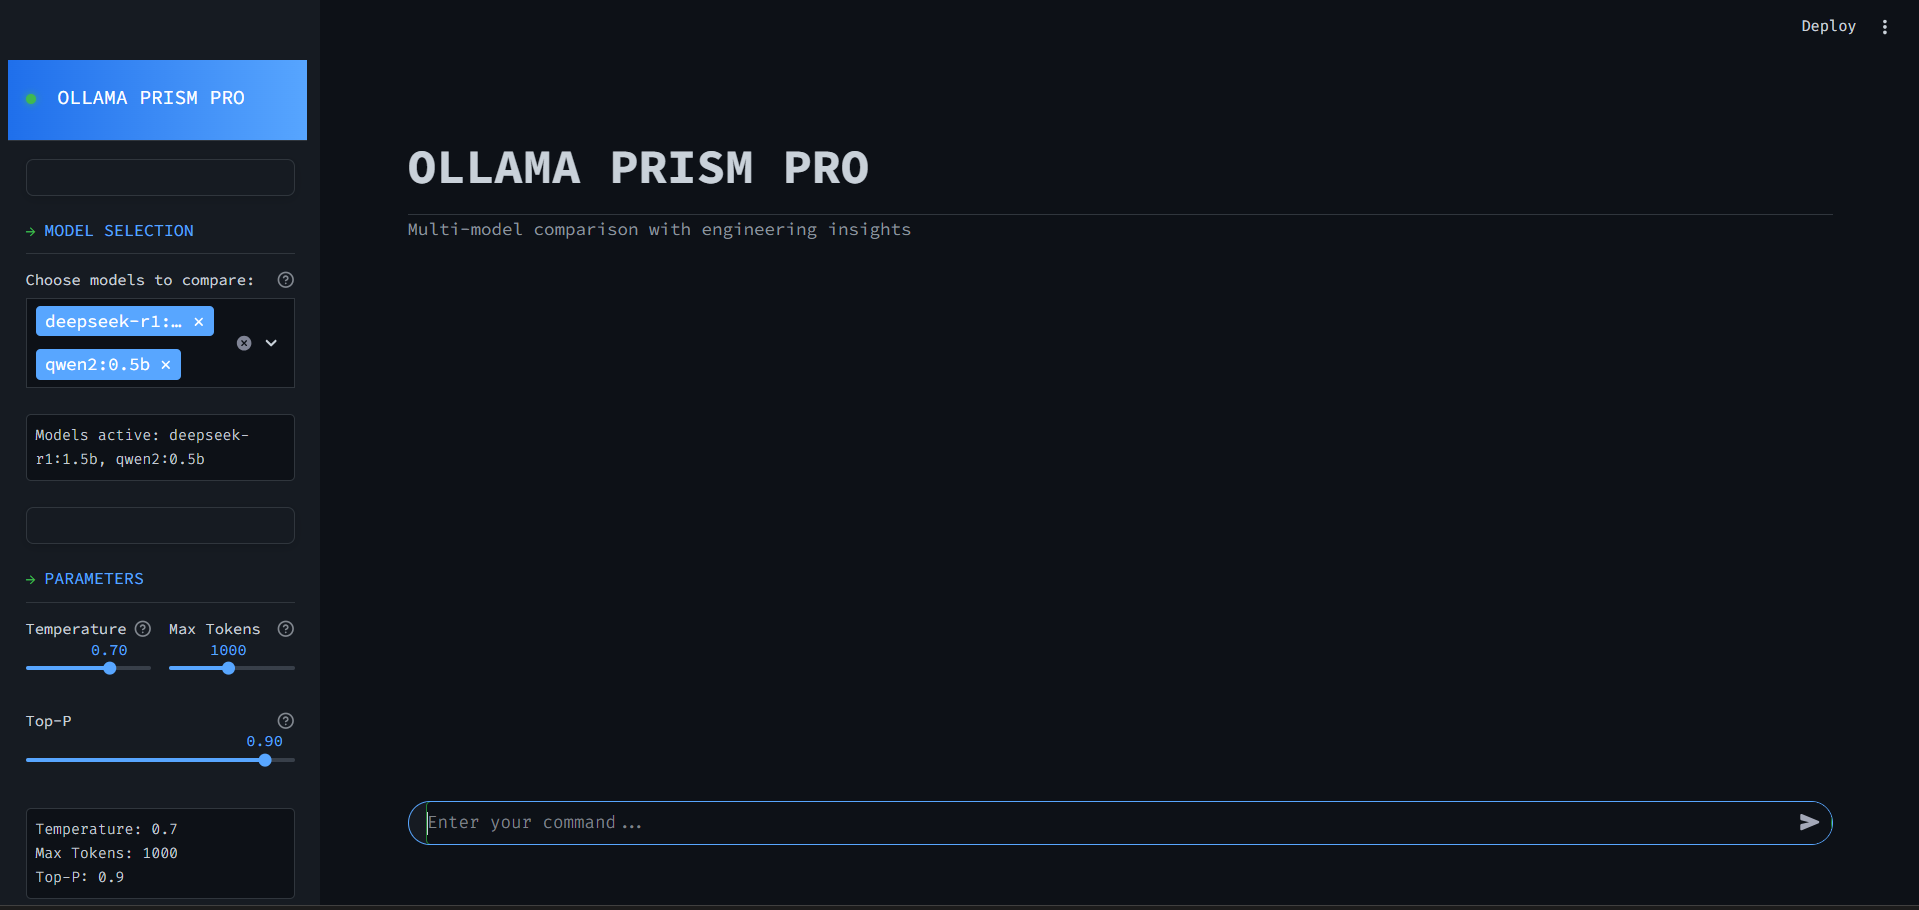 Deploy
OLLAMA PRISM PRO
→ MODEL SELECTION
Choose models to compare:
deepseek-r1:… ×
qwen2:0.5b ×
Models active: deepseek-
r1:1.5b, qwen2:0.5b
→ PARAMETERS
Temperature
0.70
Max Tokens
1000
Top-P
0.90
Temperature: 0.7
Max Tokens: 1000
Top-P: 0.9
OLLAMA PRISM PRO
Multi-model comparison with engineering insights
Enter your command...